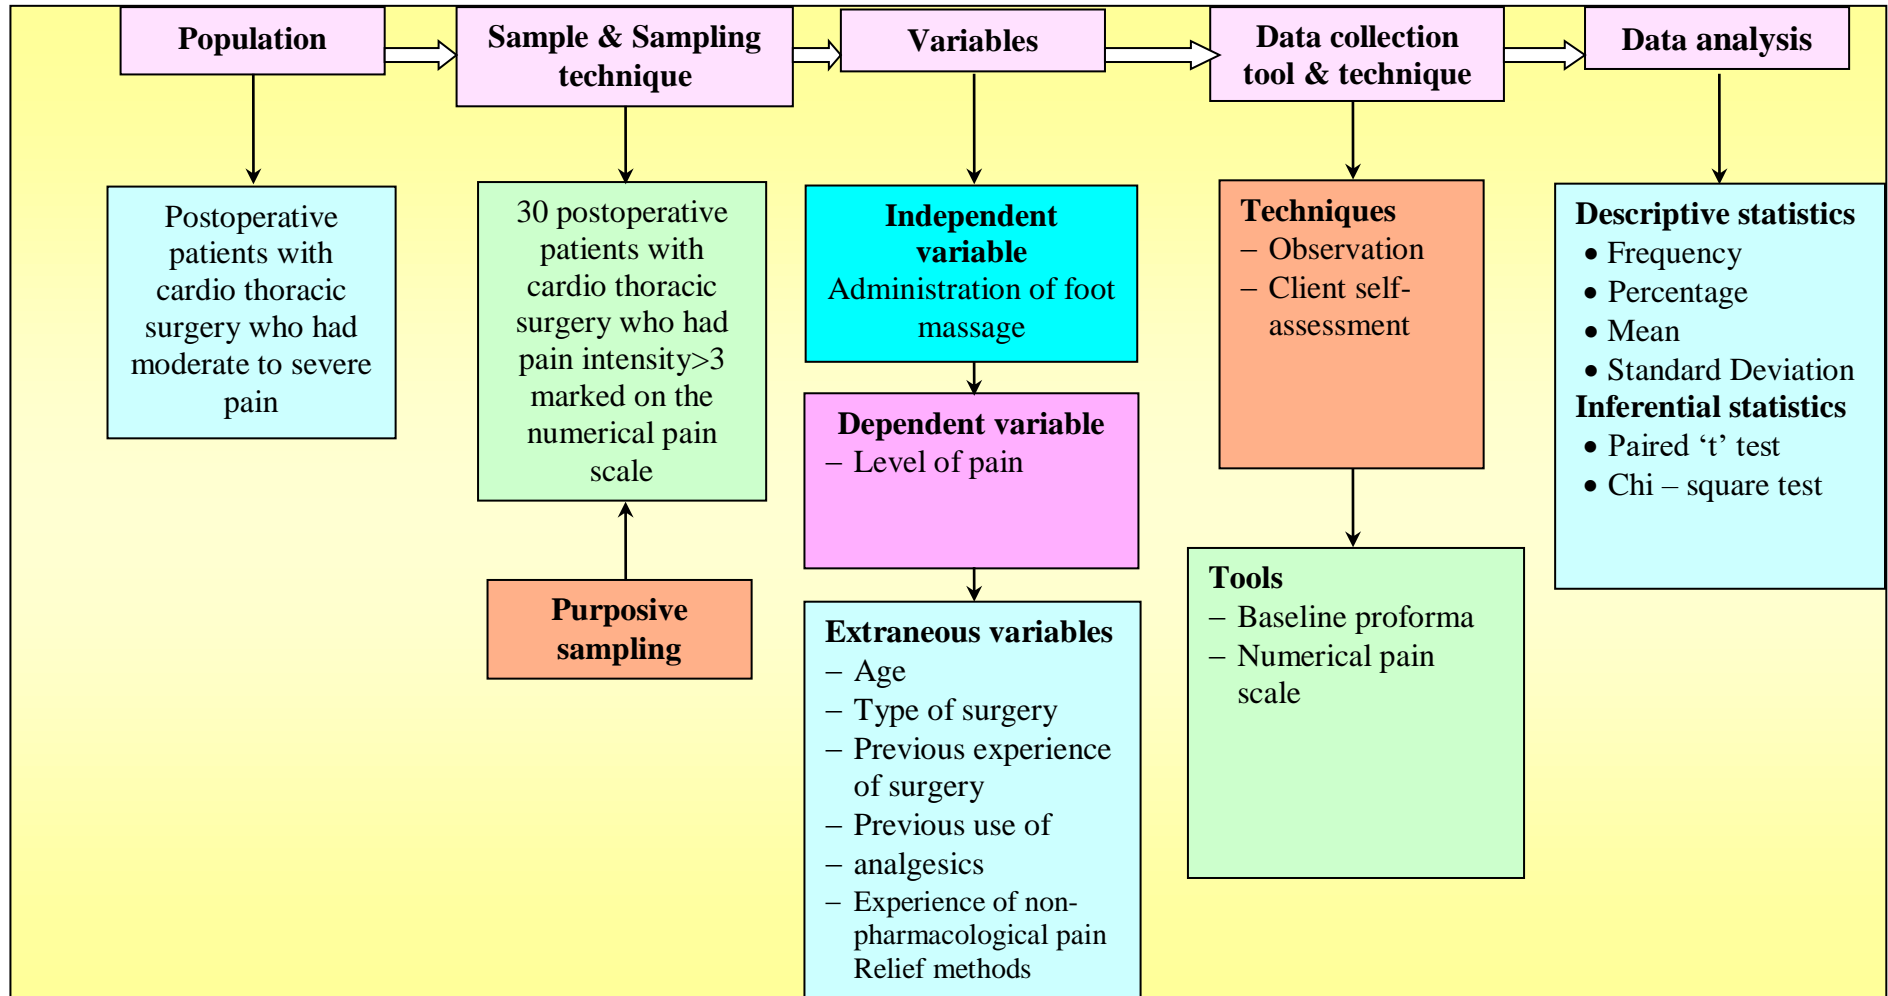 Population
Sample & Sampling
technique
Variables
Data collection
tool & technique
Data analysis
Postoperative
patients with
cardio thoracic
surgery who had
moderate to severe
pain
30 postoperative
patients with
cardio thoracic
surgery who had
pain intensity>3
marked on the
numerical pain
scale
Purposive
sampling
Independent
variable
Administration of foot
massage
Dependent variable
– Level of pain
Extraneous variables
– Age
– Type of surgery
– Previous experience
of surgery
– Previous use of
– analgesics
– Experience of non-
pharmacological pain
Relief methods
Techniques
– Observation
– Client self-
assessment
Tools
– Baseline proforma
– Numerical pain
scale
Descriptive statistics
• Frequency
• Percentage
• Mean
• Standard Deviation
Inferential statistics
• Paired ‘t’ test
• Chi – square test